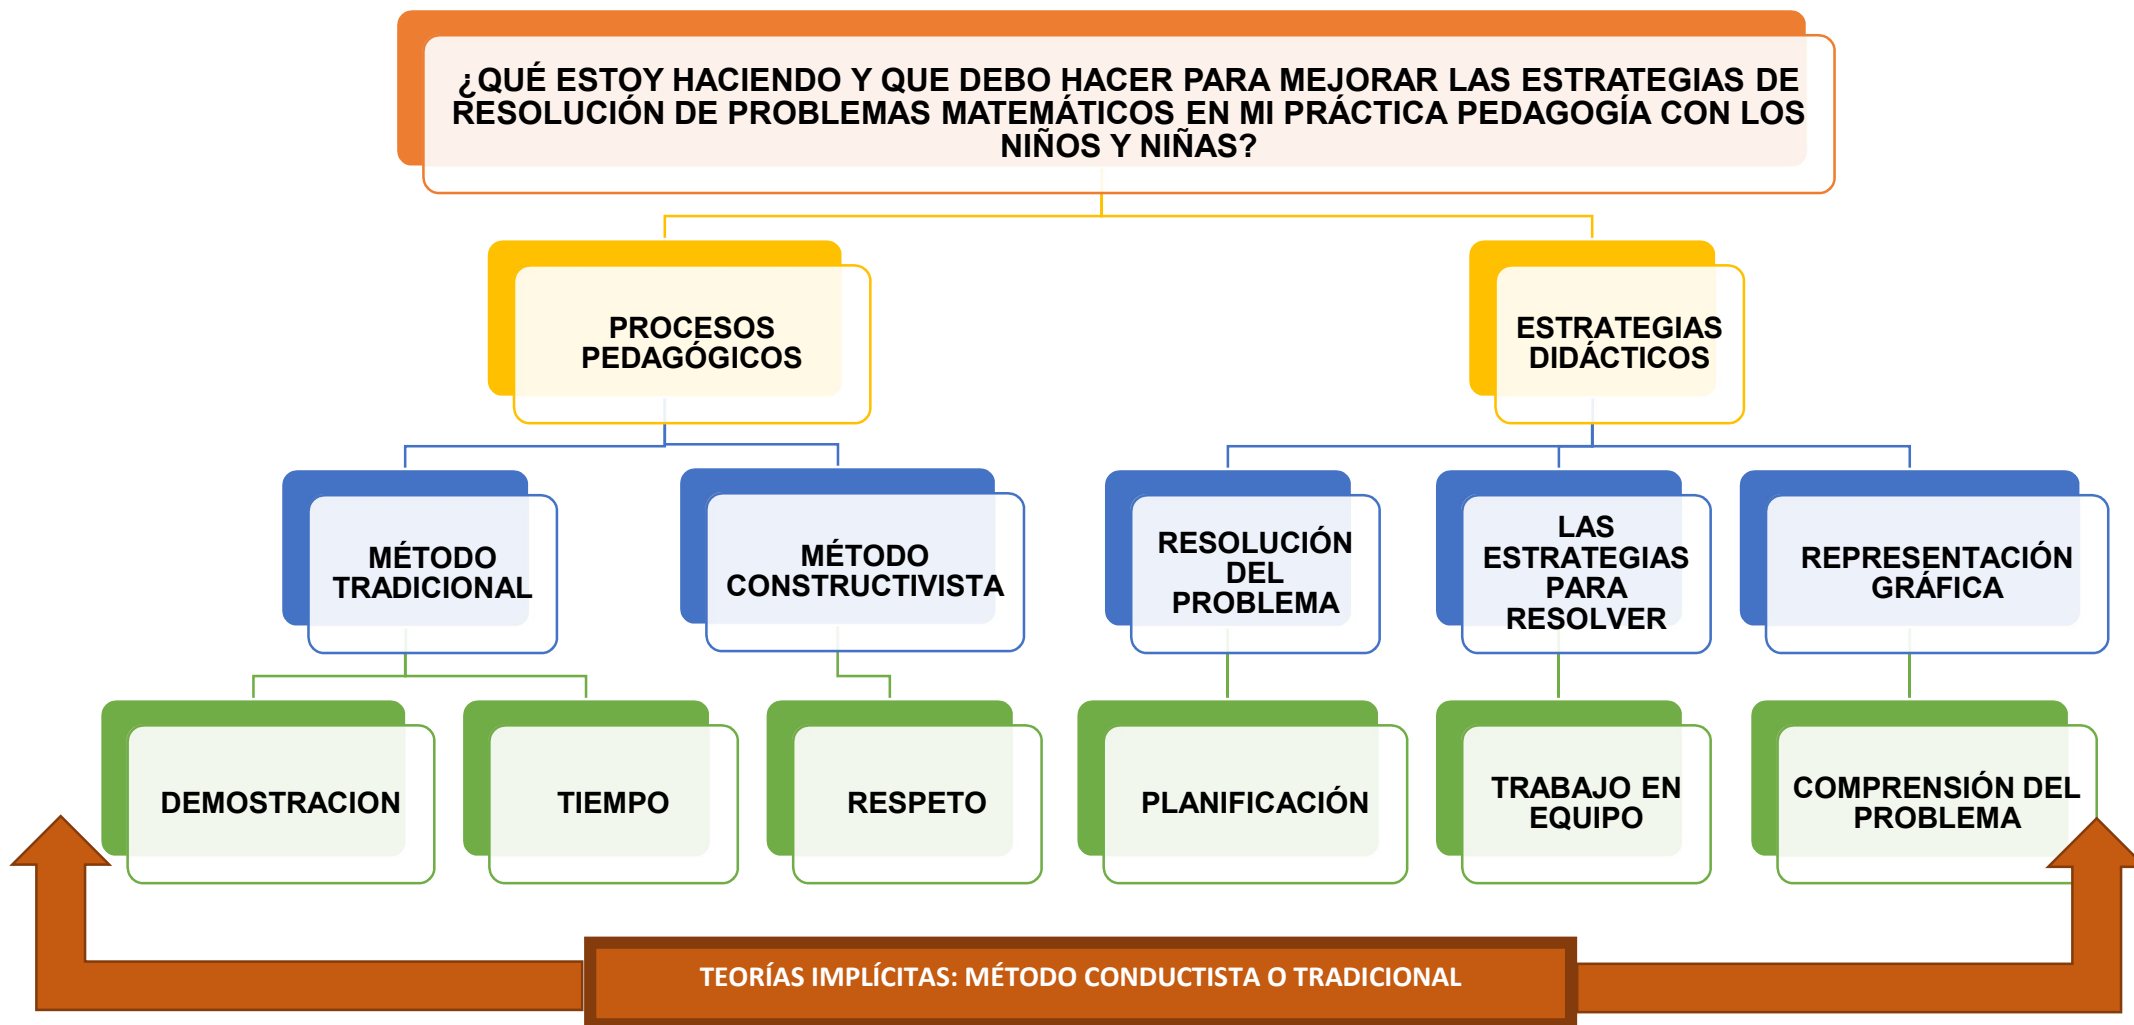 ¿QUÉ ESTOY HACIENDO Y QUE DEBO HACER PARA MEJORAR LAS ESTRATEGIAS DE
RESOLUCIÓN DE PROBLEMAS MATEMÁTICOS EN MI PRÁCTICA PEDAGOGÍA CON LOS
NIÑOS Y NIÑAS?
PROCESOS
PEDAGÓGICOS
ESTRATEGIAS
DIDÁCTICOS
MÉTODO
TRADICIONAL
MÉTODO
CONSTRUCTIVISTA
RESOLUCIÓN
DEL
PROBLEMA
LAS
ESTRATEGIAS
PARA
RESOLVER
REPRESENTACIÓN
GRÁFICA
DEMOSTRACION
TIEMPO
RESPETO
PLANIFICACIÓN
TRABAJO EN
EQUIPO
COMPRENSIÓN DEL
PROBLEMA
TEORÍAS IMPLÍCITAS: MÉTODO CONDUCTISTA O TRADICIONAL